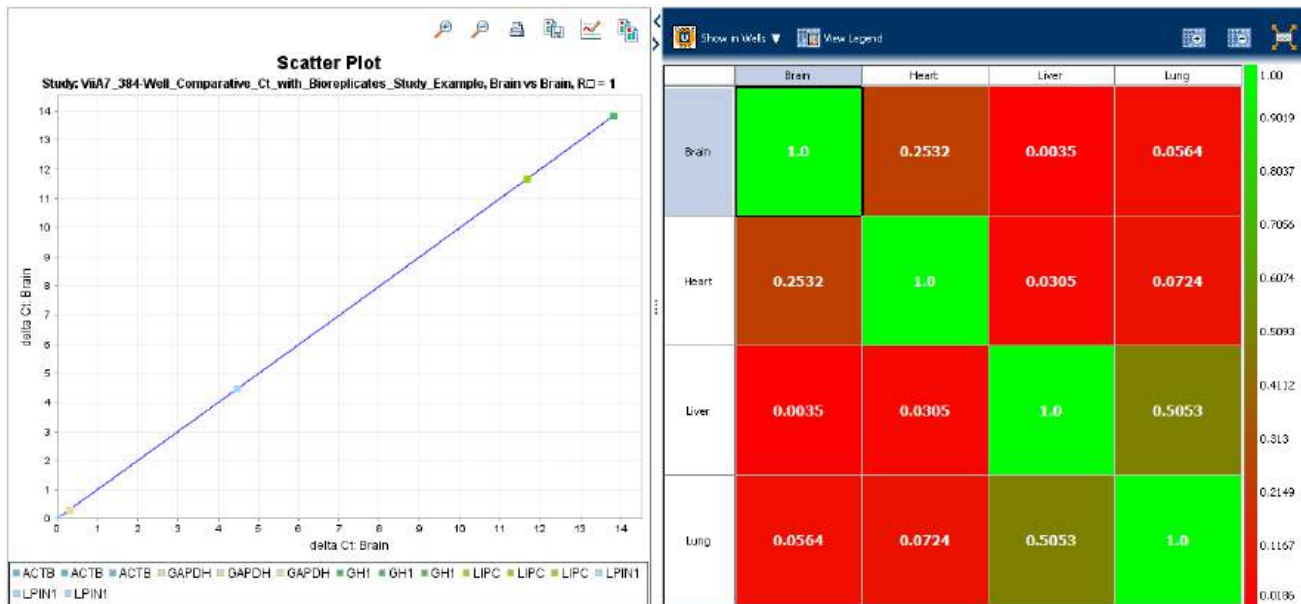 Scatter Plot
Study: ViiA7_384-Well_Comparative_Ct_with_Bioreplicates_Study_Example, Brain vs Brain, R□ = 1
14
13
12
11
10
9
8
7
6
5
4
3
2
1
0
delta Ct: Brain
0 1 2 3 4 5 6 7 8 9 10 11 12 13 14
delta Ct: Brain
ACTB ACTB ACTB GAPDH GAPDH GAPDH GH1 GH1 GH1 LIPC LIPC LIPC LPIN1
LPIN1 LPIN1
Show in Wells ▼ View Legend
Brain Heart Liver Lung
Brain 1.0 0.2532 0.0035 0.0564
Heart 0.2532 1.0 0.0305 0.0724
Liver 0.0035 0.0305 1.0 0.5053
Lung 0.0564 0.0724 0.5053 1.0
1.00
0.9019
0.8037
0.7056
0.6074
0.5093
0.4112
0.313
0.2149
0.1167
0.0186